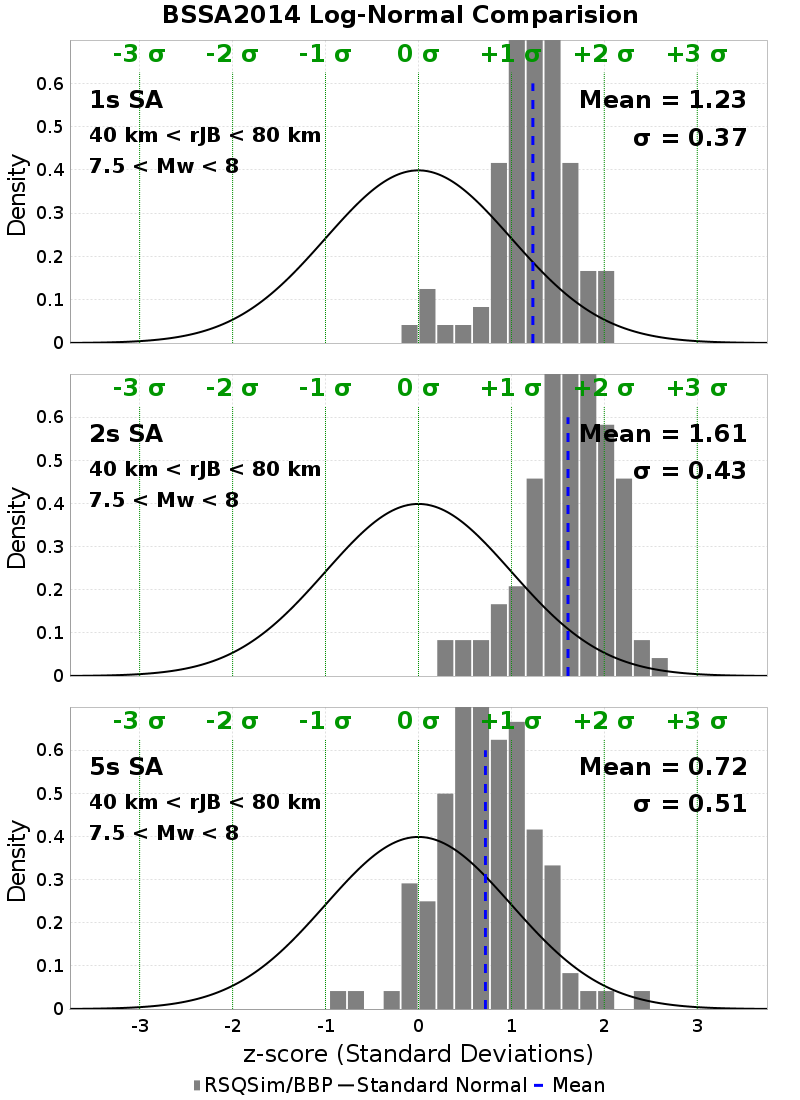 BSSA2014 Log-Normal Comparision
-3 σ -2 σ -1 σ 0 σ +1 σ +2 σ +3 σ
1s SA Mean = 1.23
40 km < rJB < 80 km σ = 0.37
7.5 < Mw < 8
Density
0.6
0.5
0.4
0.3
0.2
0.1
0
-3 σ -2 σ -1 σ 0 σ +1 σ +2 σ +3 σ
2s SA Mean = 1.61
40 km < rJB < 80 km σ = 0.43
7.5 < Mw < 8
Density
0.6
0.5
0.4
0.3
0.2
0.1
0
-3 σ -2 σ -1 σ 0 σ +1 σ +2 σ +3 σ
5s SA Mean = 0.72
40 km < rJB < 80 km σ = 0.51
7.5 < Mw < 8
Density
0.6
0.5
0.4
0.3
0.2
0.1
0
-3 -2 -1 0 1 2 3
z-score (Standard Deviations)
RSQSim/BBP Standard Normal Mean